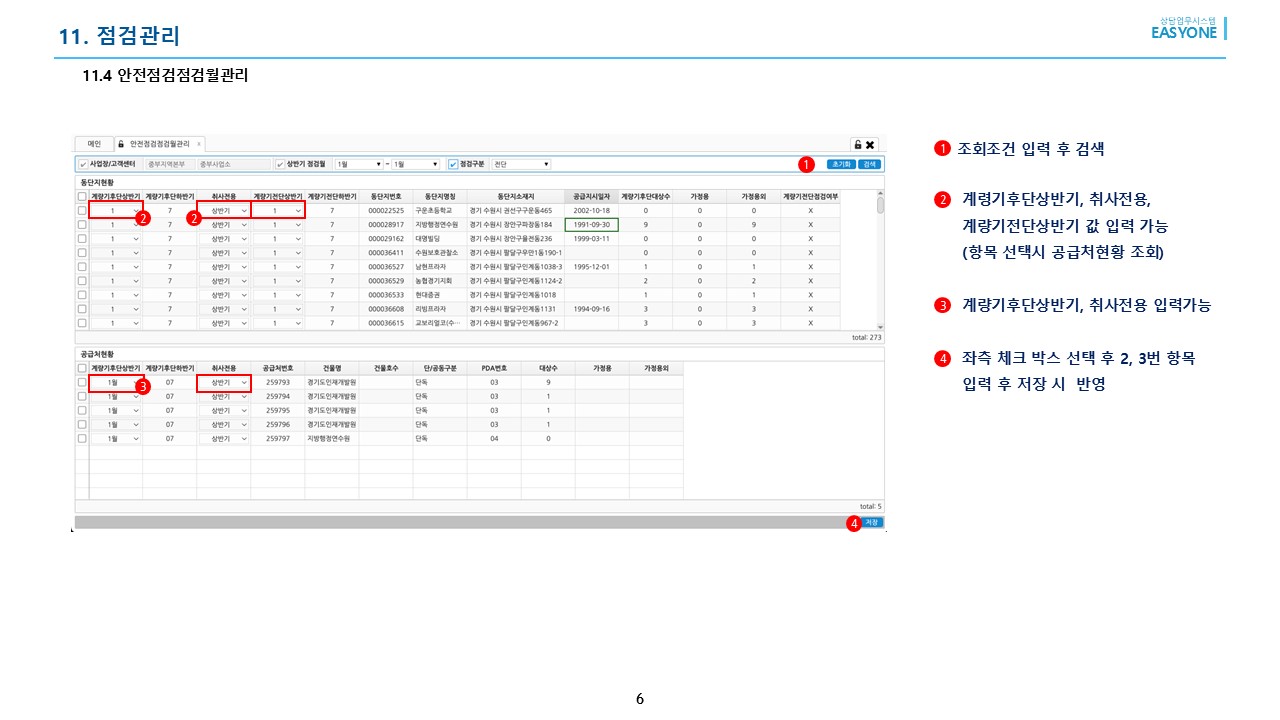 11. 점검관리
상담업무시스템
EASYONE
11.4 안전점검점검월관리
메인 안전점검점검월관리 x
사업장/고객센터 중부지역본부 중부사업소 상반기 점검월 1월 ~ 1월 점검구분 전단 1 초기화 검색
동단지현황
계량기후단상반기 계량기후단하반기 취사전용 계량기전단상반기 계량기전단하반기 동단지번호 동단지명칭 동단지소재지 공급지시일자 계량기후단대상수 가정용 가정용외 계량기전단점검여부
1 7 상반기 1 7 000022525 구운초등학교 경기 수원시 권선구구운동465 2002-10-18 0 0 0 X
2 2
1 7 상반기 1 7 000028917 지방행정연수원 경기 수원시 장안구파장동184 1991-09-30 9 0 9 X
1 7 상반기 1 7 000029162 대명빌딩 경기 수원시 장안구율전동236 1999-03-11 0 0 0 X
1 7 상반기 1 7 000036411 수원보호관찰소 경기 수원시 팔달구우만1동190-1 0 0 0 X
1 7 상반기 1 7 000036527 남현프라자 경기 수원시 팔달구인계동1038-3 1995-12-01 1 0 1 X
1 7 상반기 1 7 000036529 농협경기지회 경기 수원시 팔달구인계동1124-2 2 0 2 X
1 7 상반기 1 7 000036533 현대증권 경기 수원시 팔달구인계동1018 1 0 1 X
1 7 상반기 1 7 000036608 리빙프라자 경기 수원시 팔달구인계동1131 1994-09-16 3 0 3 X
1 7 상반기 1 7 000036615 교보리얼코(수··· 경기 수원시 팔달구인계동967-2 3 0 3 X
total: 273
공급처현황
계량기후단상반기 계량기후단하반기 취사전용 공급처번호 건물명 건물호수 단/공동구분 PDA번호 대상수 가정용 가정용외
1월 07 상반기 259793 경기도인재개발원 단독 03 9
3
1월 07 상반기 259794 경기도인재개발원 단독 03 1
1월 07 상반기 259795 경기도인재개발원 단독 03 1
1월 07 상반기 259796 경기도인재개발원 단독 03 1
1월 07 상반기 259797 지방행정연수원 단독 04 0
total: 5
4 저장
1 조회조건 입력 후 검색
2 계령기후단상반기, 취사전용,
계량기전단상반기 값 입력 가능
(항목 선택시 공급처현황 조회)
3 계량기후단상반기, 취사전용 입력가능
4 좌측 체크 박스 선택 후 2, 3번 항목
입력 후 저장 시 반영
6